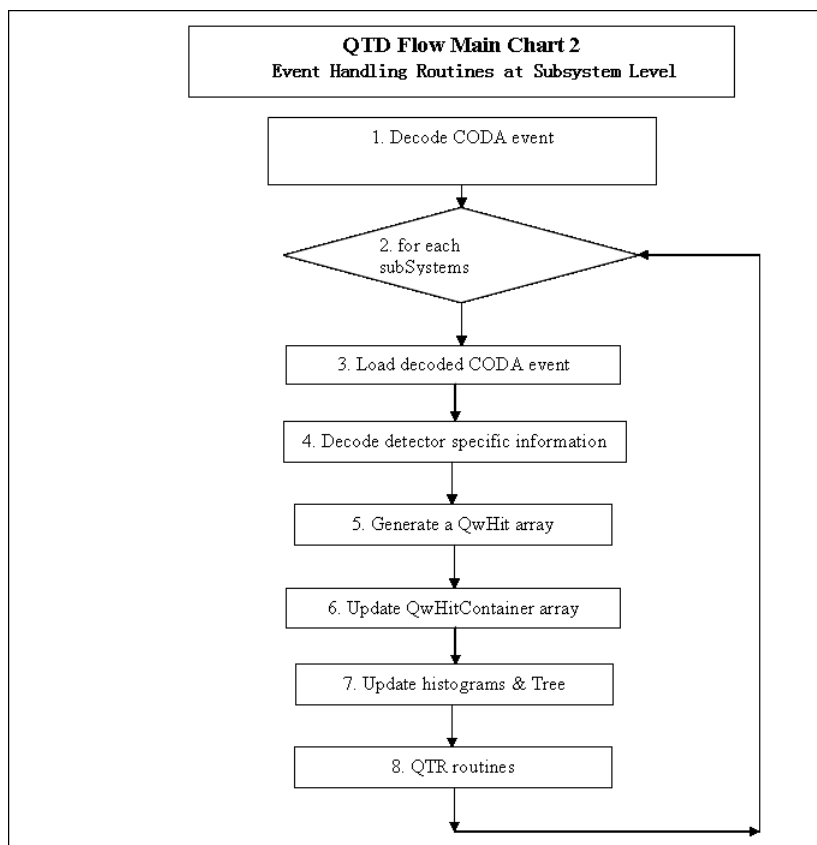 QTD Flow Main Chart 2
Event Handling Routines at Subsystem Level
1. Decode CODA event
2. for each
subSystems
3. Load decoded CODA event
4. Decode detector specific information
5. Generate a QwHit array
6. Update QwHitContainer array
7. Update histograms & Tree
8. QTR routines